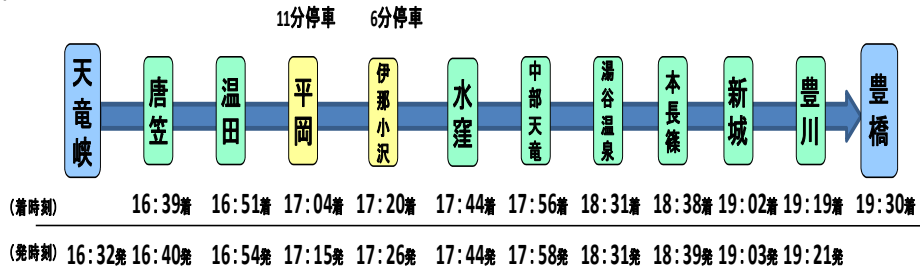 11分停車 6分停車
天竜峡 唐笠 温田 平岡 伊那小沢 水窪 中部天竜 湯谷温泉 本長篠 新城 豊川 豊橋
(着時刻) 16:39着 16:51着 17:04着 17:20着 17:44着 17:56着 18:31着 18:38着 19:02着 19:19着 19:30着
(発時刻) 16:32発 16:40発 16:54発 17:15発 17:26発 17:44発 17:58発 18:31発 18:39発 19:03発 19:21発